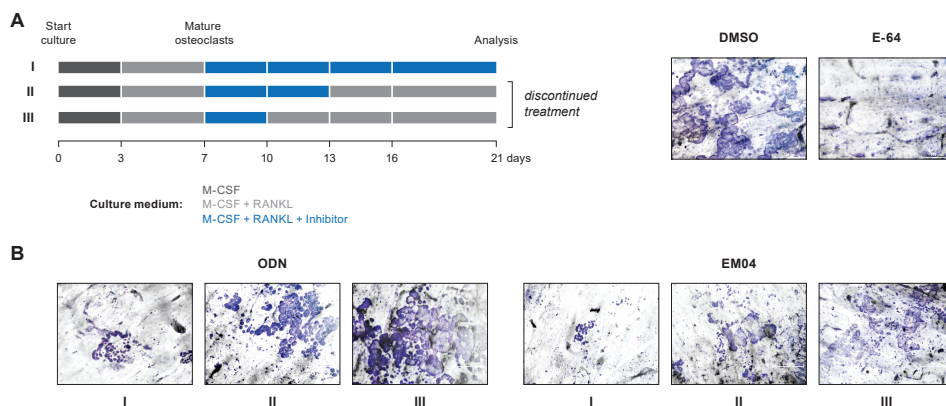 A
Start
culture
Mature
osteoclasts
Analysis
I
II
III
discontinued
treatment
0 3 7 10 13 16 21 days
Culture medium:
M-CSF
M-CSF + RANKL
M-CSF + RANKL + Inhibitor
DMSO
E-64
B
ODN
I II III
EM04
I II III